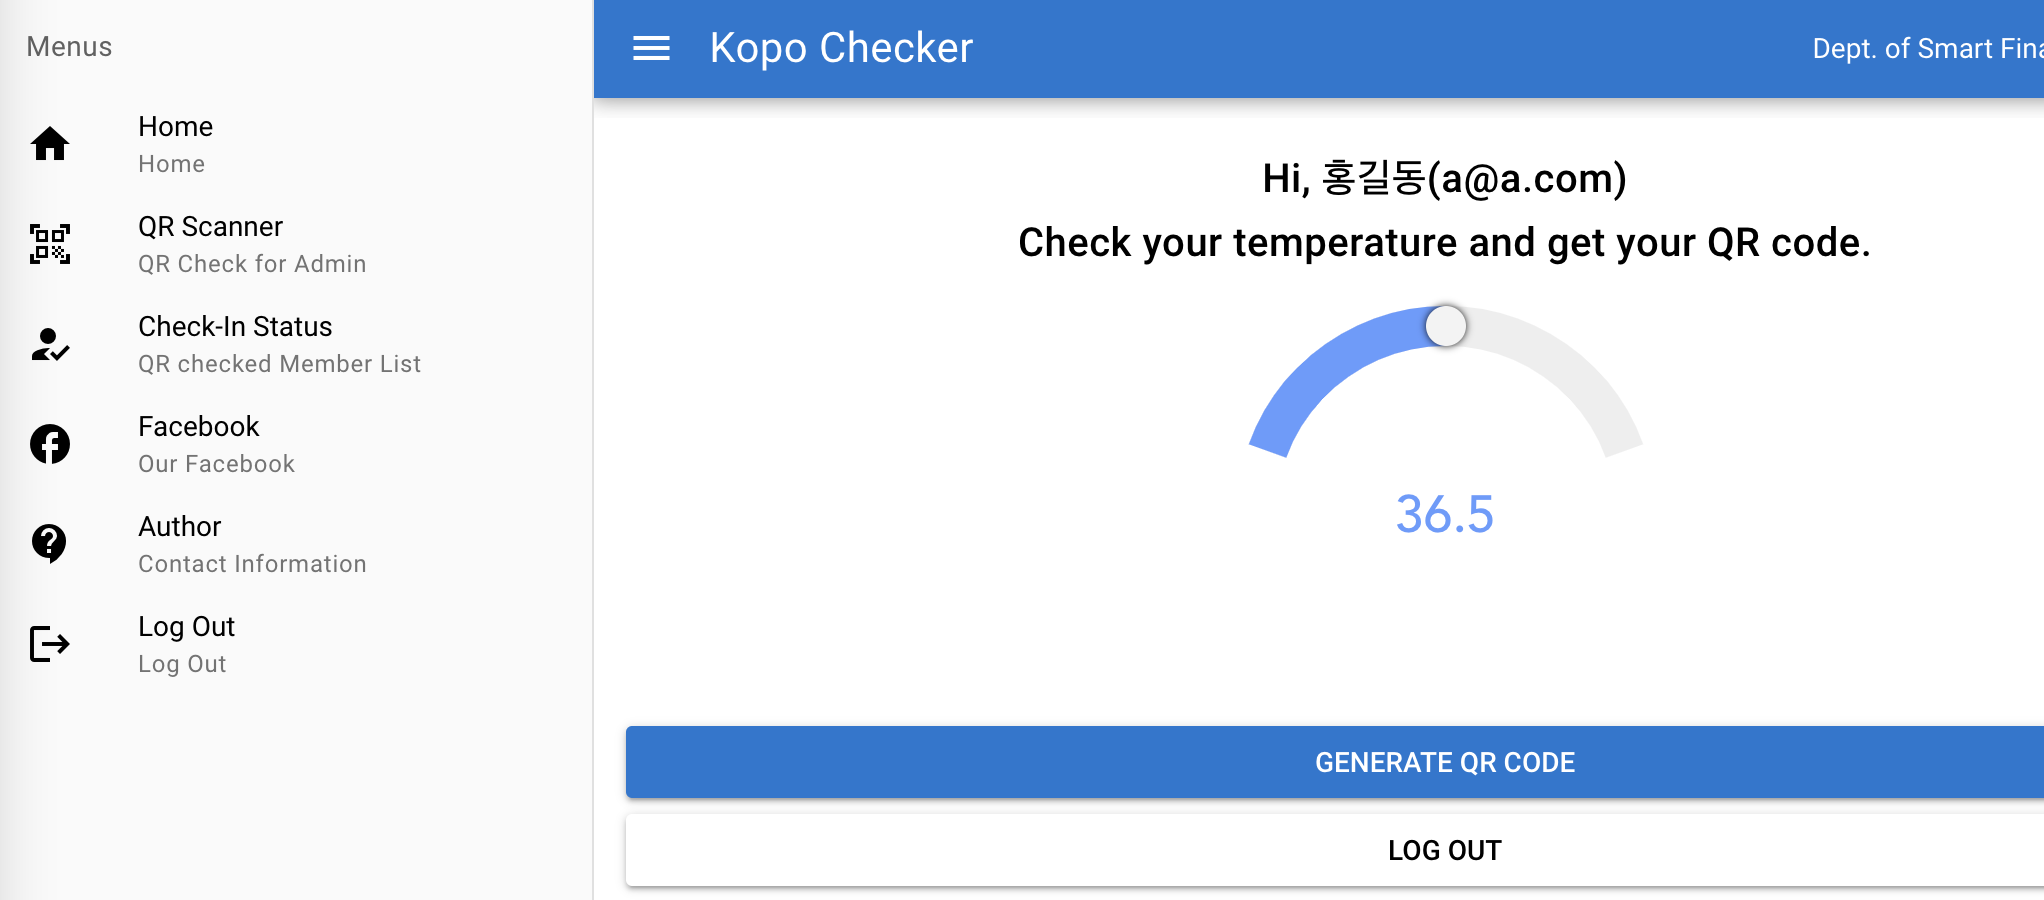 Menus
Home
Home
QR Scanner
QR Check for Admin
Check-In Status
QR checked Member List
Facebook
Our Facebook
Author
Contact Information
Log Out
Log Out
Kopo Checker
Dept. of Smart
Hi, 홍길동(a@a.com)
Check your temperature and get your QR code.
36.5
GENERATE QR CODE
LOG OUT